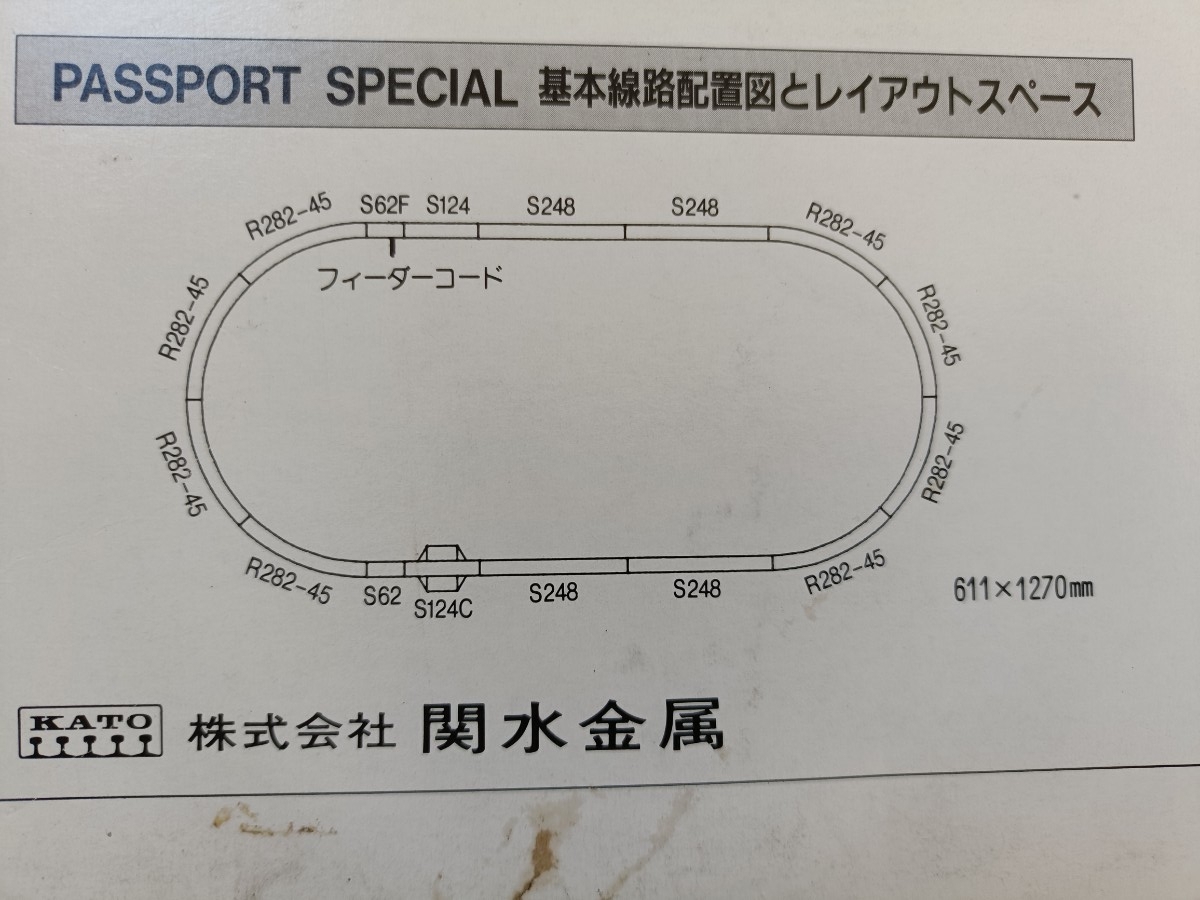 PASSPORT SPECIAL 基本線路配置図とレイアウトスペース
R282-45 S62F S124 S248 S248 R282-45
フィーダーコード
R282-45 R282-45
R282-45 R282-45
R282-45 S62 S124C S248 S248 R282-45
611×1270mm
KATO 株式会社 関水金属